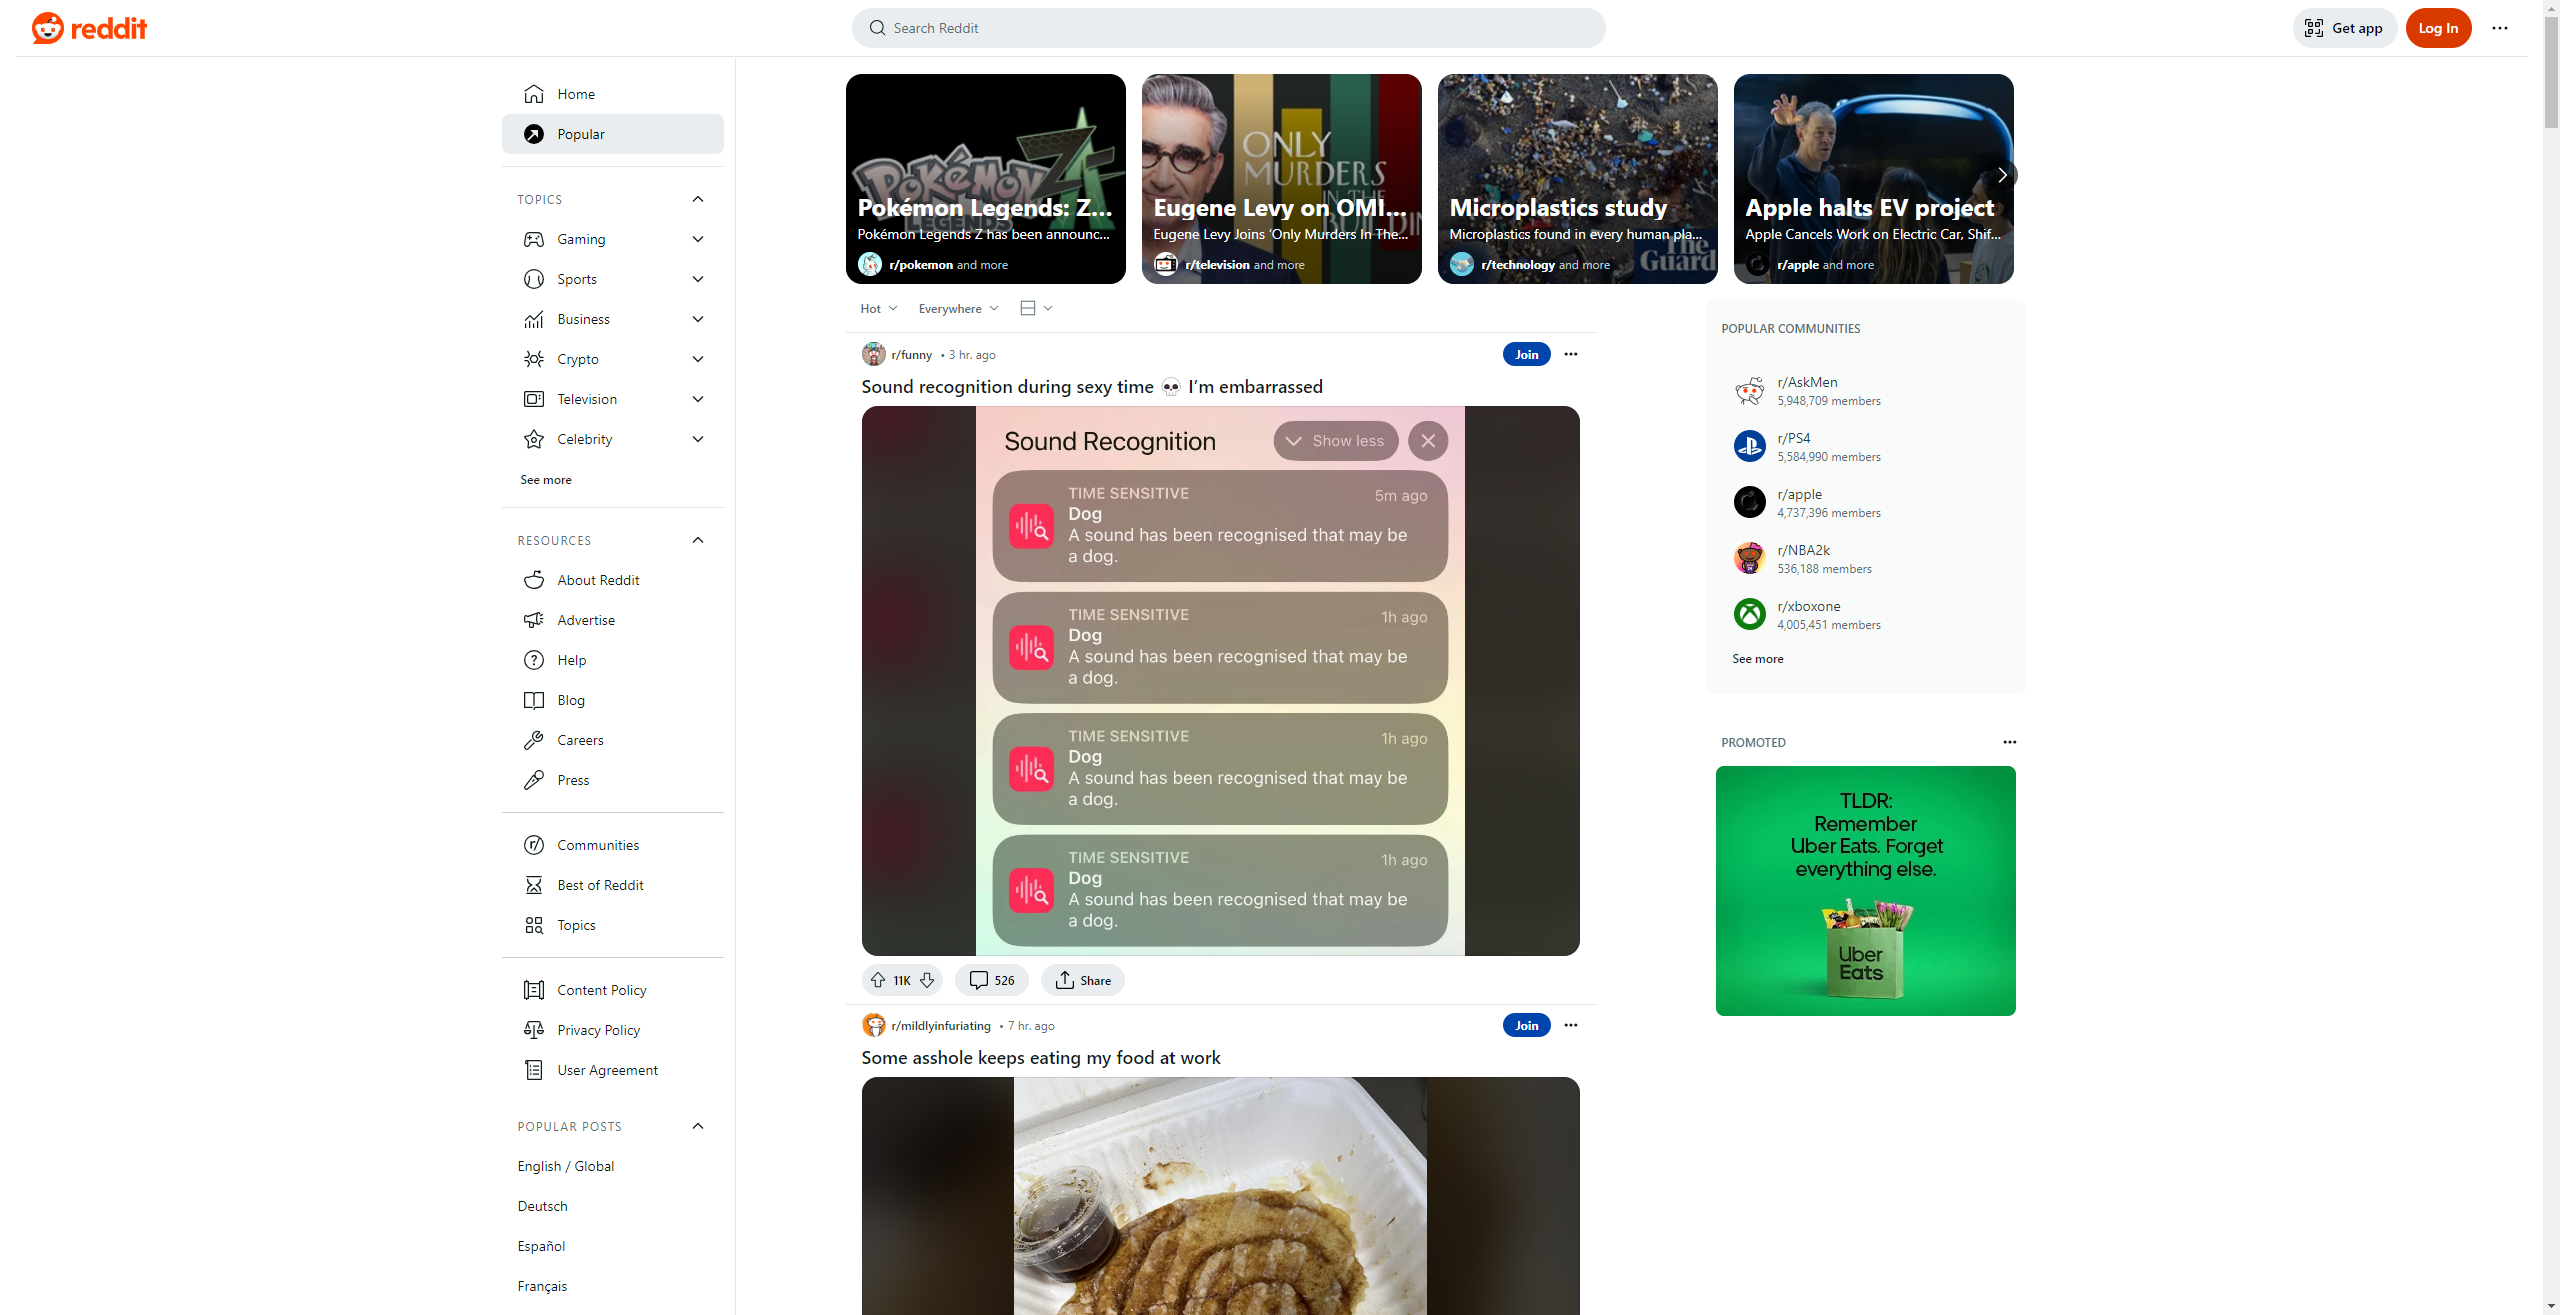 reddit
Search Reddit
Get app
Log In
Home
Popular
TOPICS
Gaming
Sports
Business
Crypto
Television
Celebrity
See more
RESOURCES
About Reddit
Advertise
Help
Blog
Careers
Press
Communities
Best of Reddit
Topics
Content Policy
Privacy Policy
User Agreement
POPULAR POSTS
English / Global
Deutsch
Español
Français
POKÉMON
LEGENDS
Pokémon Legends: Z...
Pokémon Legends Z has been announc...
r/pokemon and more
ONLY
MURDERS
IN THE
BUILDIN
Eugene Levy on OMI...
Eugene Levy Joins ‘Only Murders In The...
r/television and more
Microplastics study
Microplastics found in every human pla...
The
Guard
r/technology and more
Apple halts EV project
Apple Cancels Work on Electric Car, Shif...
r/apple and more
Hot
Everywhere
r/funny • 3 hr. ago
Join
Sound recognition during sexy time 💀 I’m embarrassed
Sound Recognition
Show less
TIME SENSITIVE
5m ago
Dog
A sound has been recognised that may be
a dog.
TIME SENSITIVE
1h ago
Dog
A sound has been recognised that may be
a dog.
TIME SENSITIVE
1h ago
Dog
A sound has been recognised that may be
a dog.
TIME SENSITIVE
1h ago
Dog
A sound has been recognised that may be
a dog.
11K
526
Share
r/mildlyinfuriating • 7 hr. ago
Join
Some asshole keeps eating my food at work
POPULAR COMMUNITIES
r/AskMen
5,948,709 members
r/PS4
5,584,990 members
r/apple
4,737,396 members
r/NBA2k
536,188 members
r/xboxone
4,005,451 members
See more
PROMOTED
TLDR:
Remember
Uber Eats. Forget
everything else.
Uber
Eats